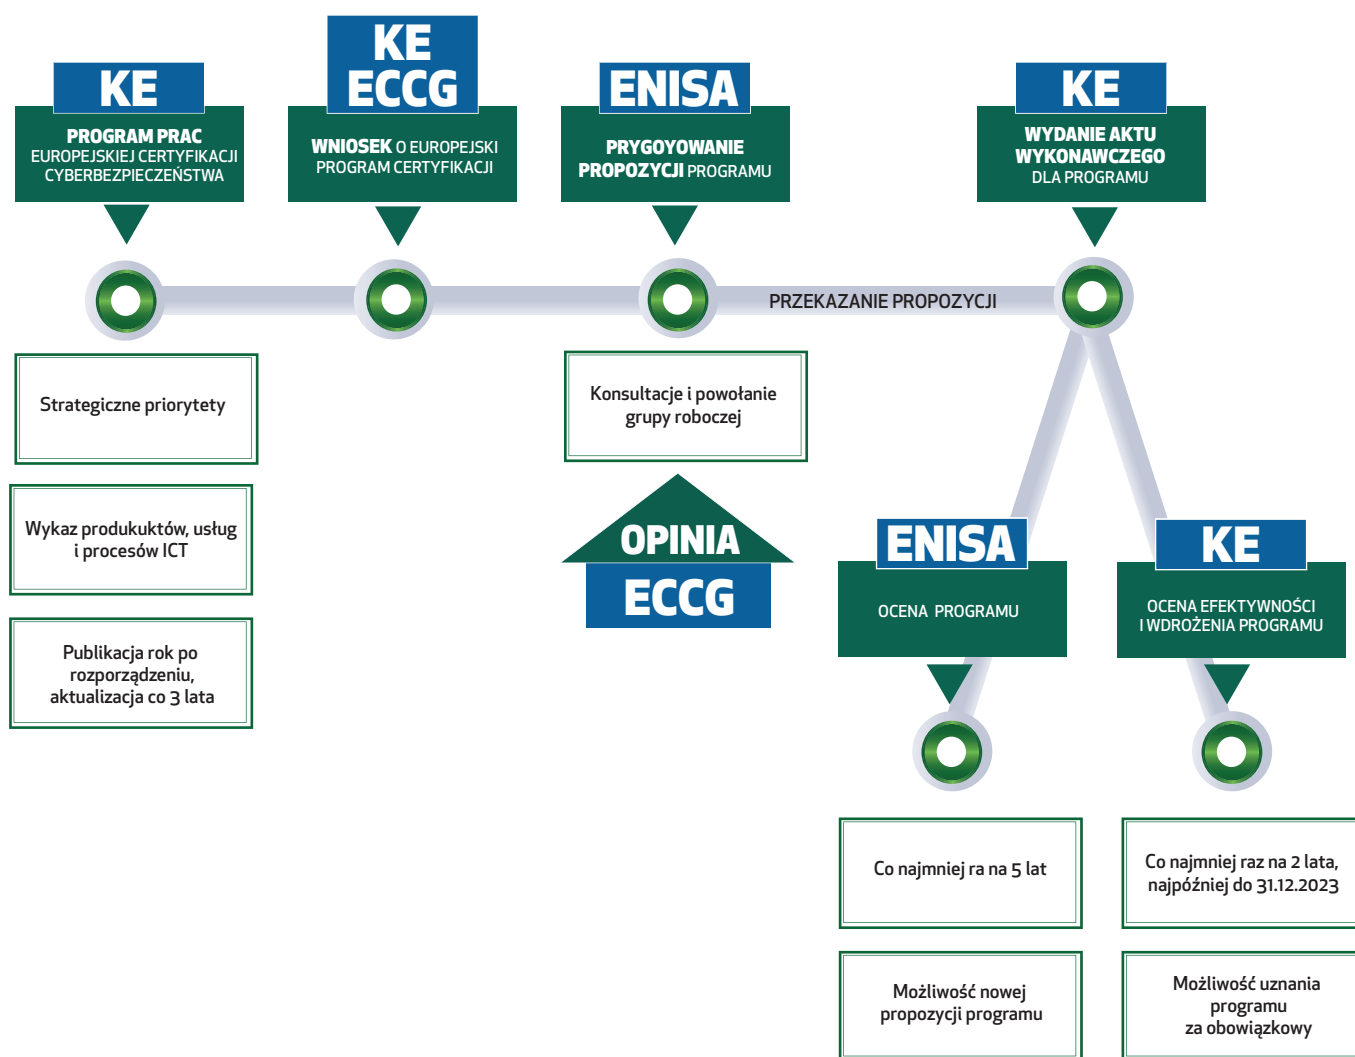 KE
PROGRAM PRAC
EUROPEJSKIEJ CERTYFIKACJI
CYBERBEZPIECZEŃSTWA
KE
ECCG
WNIOSEK O EUROPEJSKI
PROGRAM CERTYFIKACJI
ENISA
PRYGOYOWANIE
PROPOZYCJI PROGRAMU
KE
WYDANIE AKTU
WYKONAWCZEGO
DLA PROGRAMU
PRZEKAZANIE PROPOZYCJI
Strategiczne priorytety
Wykaz produkuktów, usług
i procesów ICT
Publikacja rok po
rozporządzeniu,
aktualizacja co 3 lata
Konsultacje i powołanie
grupy roboczej
OPINIA
ECCG
ENISA
OCENA PROGRAMU
KE
OCENA EFEKTYWNOŚCI
I WDROŻENIA PROGRAMU
Co najmniej ra na 5 lat
Możliwość nowej
propozycji programu
Co najmniej raz na 2 lata,
najpóźniej do 31.12.2023
Możliwość uznania
programu
za obowiązkowy